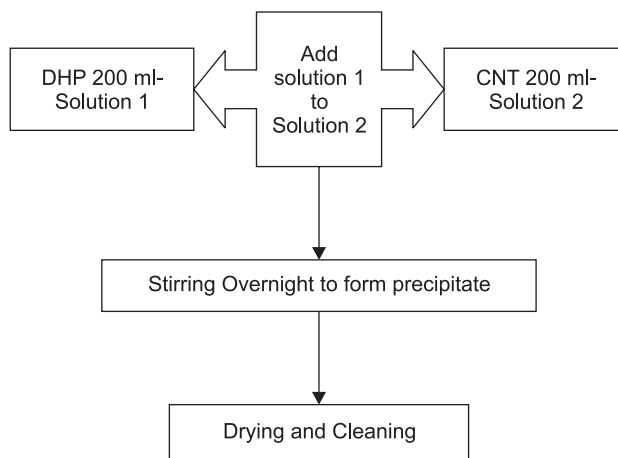 DHP 200 ml-
Solution 1
Add
solution 1
to
Solution 2
CNT 200 ml-
Solution 2
Stirring Overnight to form precipitate
Drying and Cleaning